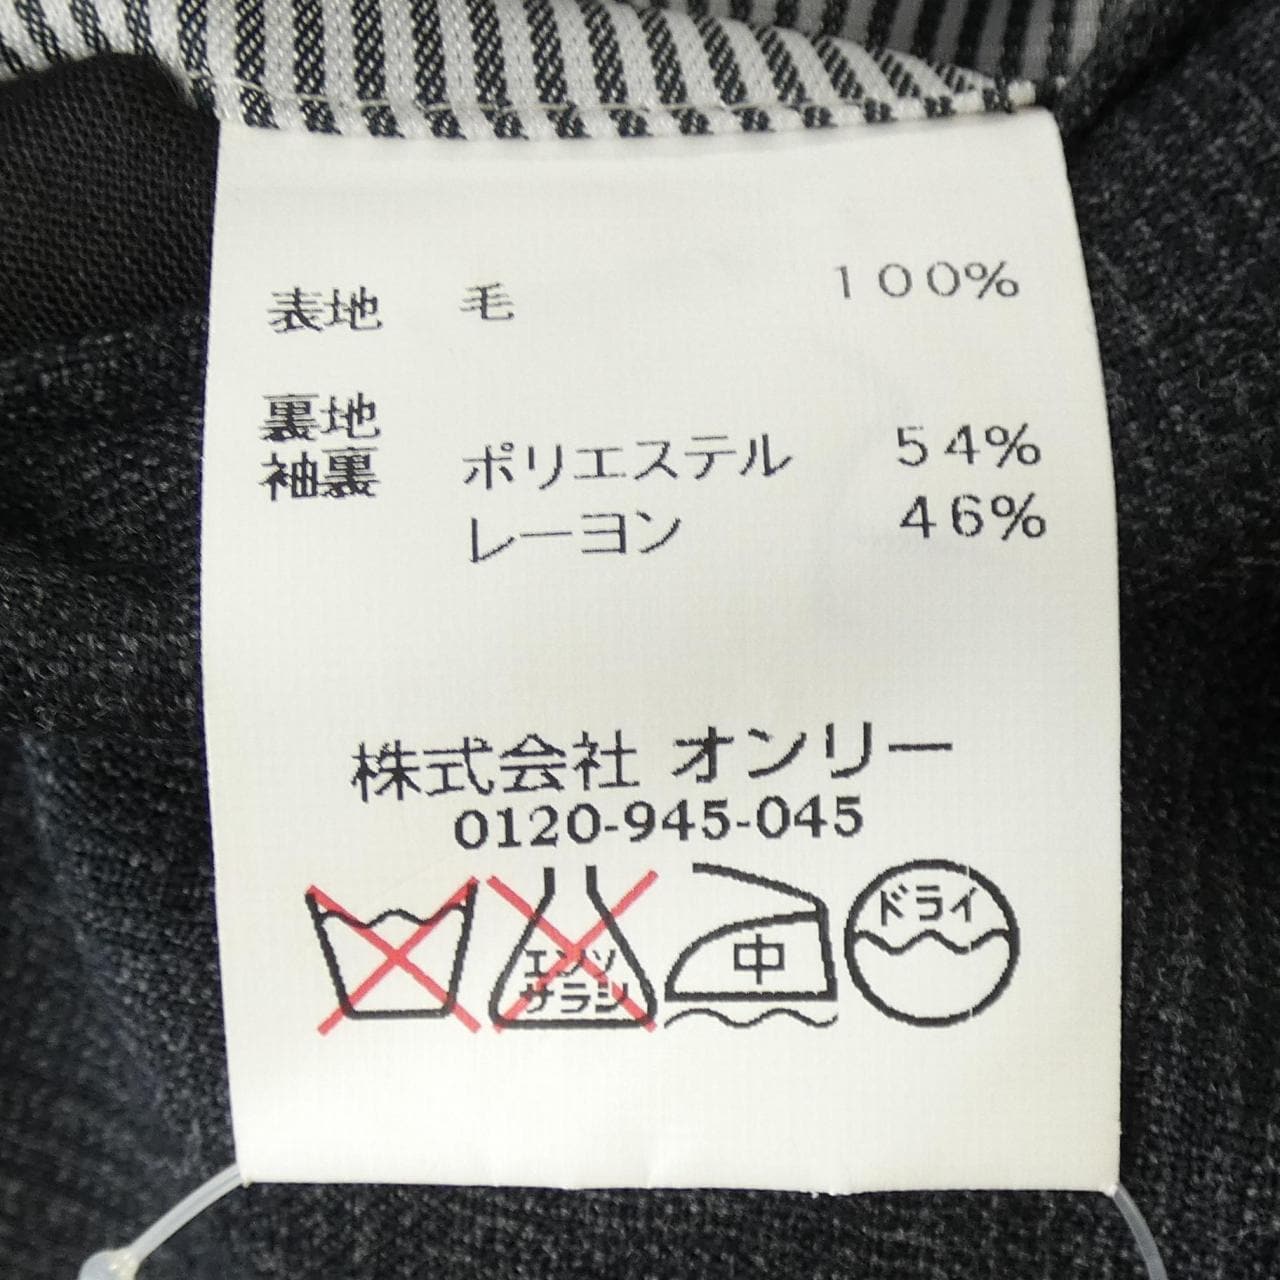 表地 毛 100%
裏地
袖裏 ポリエステル 54%
レーヨン 46%
株式会社 オンリー
0120-945-045
エンソ
サラシ
中
ドライ